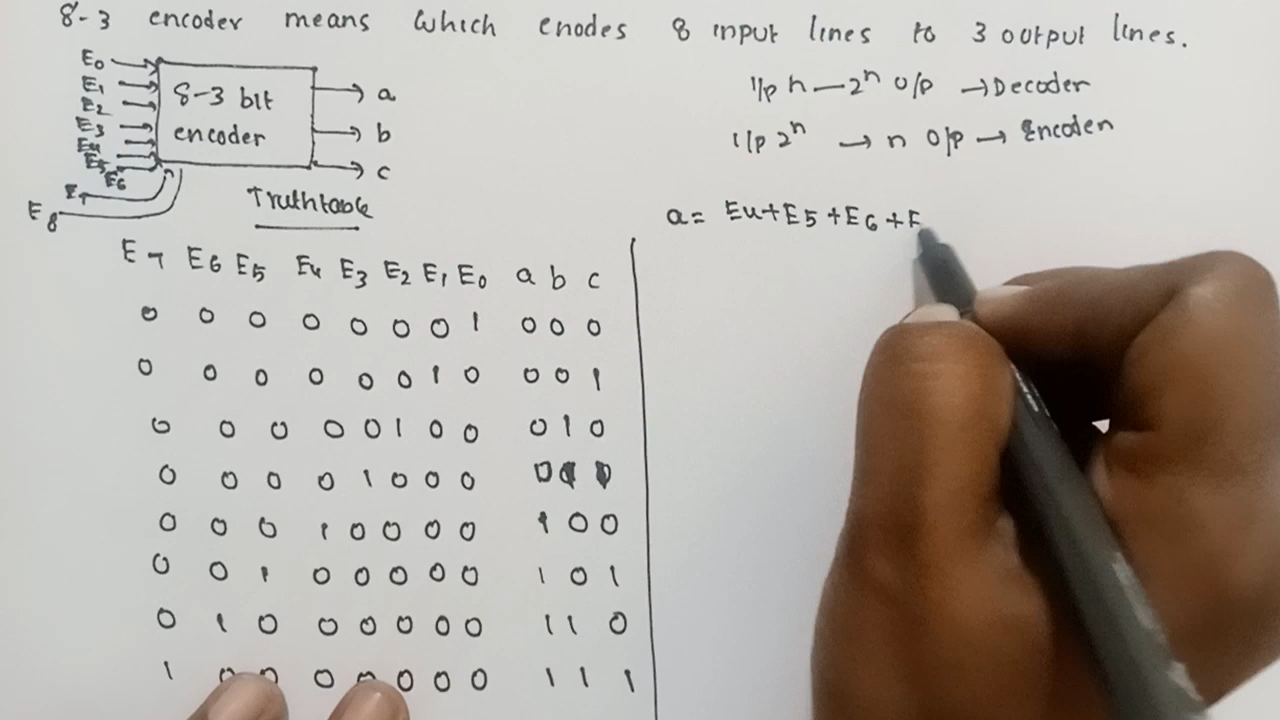 8-3 encoder means which enodes 8 input lines to 3 output lines.
E0
E1
E2
E3
E4
E5
E6
E7
E8
8-3 bit
encoder
a
b
c
I/p n — 2^n O/p → Decoder
I/p 2^n → n O/p → Encoder
Truthtable
a = E4+E5+E6+E
E7 E6 E5 E4 E3 E2 E1 E0 a b c
0 0 0 0 0 0 0 1 0 0 0
0 0 0 0 0 0 1 0 0 0 1
0 0 0 0 0 1 0 0 0 1 0
0 0 0 0 1 0 0 0 0
0 0 0 1 0 0 0 0 1 0 0
0 0 1 0 0 0 0 0 1 0 1
0 1 0 0 0 0 0 0 1 1 0
1 0 0 0 0 0 0 0 1 1 1